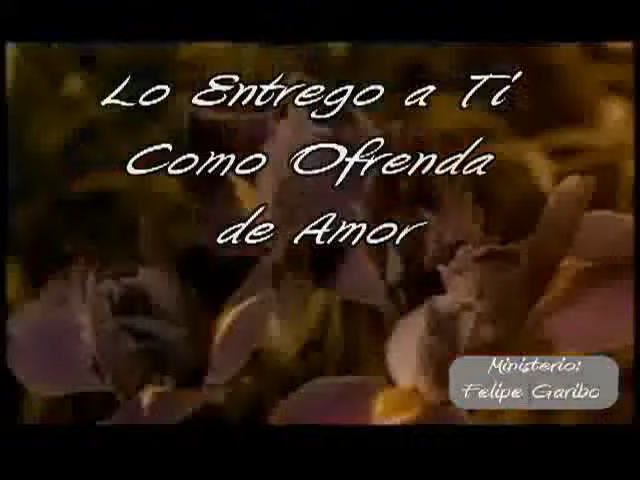 Lo Entrego a Ti
Como Ofrenda
de Amor
Ministerio:
Felipe Garibo